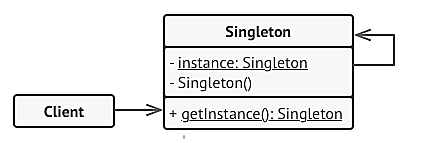 Singleton
- instance: Singleton
- Singleton()
Client
+ getInstance(): Singleton